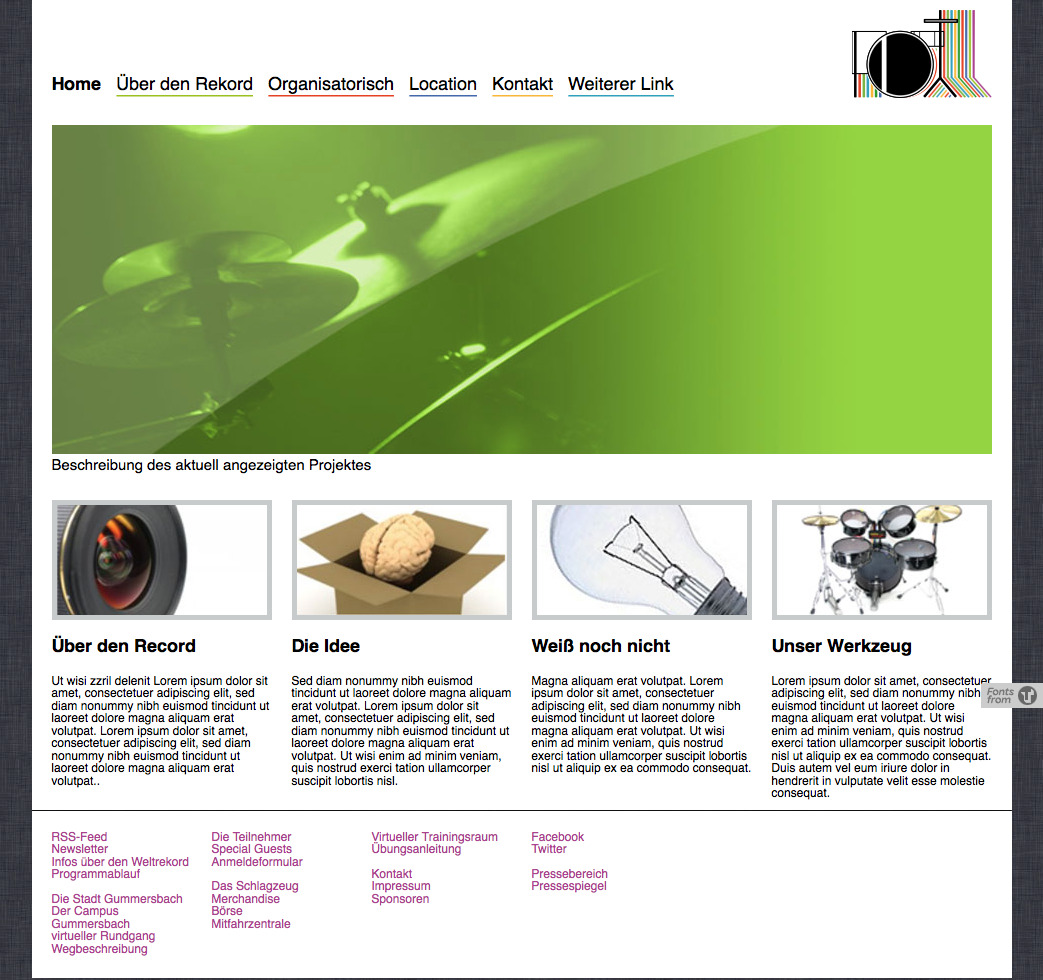 Home Über den Rekord Organisatorisch Location Kontakt Weiterer Link
Beschreibung des aktuell angezeigten Projektes
Über den Record
Ut wisi zzril delenit Lorem ipsum dolor sit
amet, consectetuer adipiscing elit, sed
diam nonummy nibh euismod tincidunt ut
laoreet dolore magna aliquam erat
volutpat. Lorem ipsum dolor sit amet,
consectetuer adipiscing elit, sed diam
nonummy nibh euismod tincidunt ut
laoreet dolore magna aliquam erat
volutpat..
Die Idee
Sed diam nonummy nibh euismod
tincidunt ut laoreet dolore magna aliquam
erat volutpat. Lorem ipsum dolor sit
amet, consectetuer adipiscing elit, sed
diam nonummy nibh euismod tincidunt ut
laoreet dolore magna aliquam erat
volutpat. Ut wisi enim ad minim veniam,
quis nostrud exerci tation ullamcorper
suscipit lobortis nisl.
Weiß noch nicht
Magna aliquam erat volutpat. Lorem
ipsum dolor sit amet, consectetuer
adipiscing elit, sed diam nonummy nibh
euismod tincidunt ut laoreet dolore
magna aliquam erat volutpat. Ut wisi
enim ad minim veniam, quis nostrud
exerci tation ullamcorper suscipit lobortis
nisl ut aliquip ex ea commodo consequat.
Unser Werkzeug
Lorem ipsum dolor sit amet, consectetuer
adipiscing elit, sed diam nonummy nibh
euismod tincidunt ut laoreet dolore
magna aliquam erat volutpat. Ut wisi
enim ad minim veniam, quis nostrud
exerci tation ullamcorper suscipit lobortis
nisl ut aliquip ex ea commodo consequat.
Duis autem vel eum iriure dolor in
hendrerit in vulputate velit esse molestie
consequat.
Fonts
from
RSS-Feed
Newsletter
Infos über den Weltrekord
Programmablauf
Die Stadt Gummersbach
Der Campus
Gummersbach
virtueller Rundgang
Wegbeschreibung
Die Teilnehmer
Special Guests
Anmeldeformular
Das Schlagzeug
Merchandise
Börse
Mitfahrzentrale
Virtueller Trainingsraum
Übungsanleitung
Kontakt
Impressum
Sponsoren
Facebook
Twitter
Pressebereich
Pressespiegel